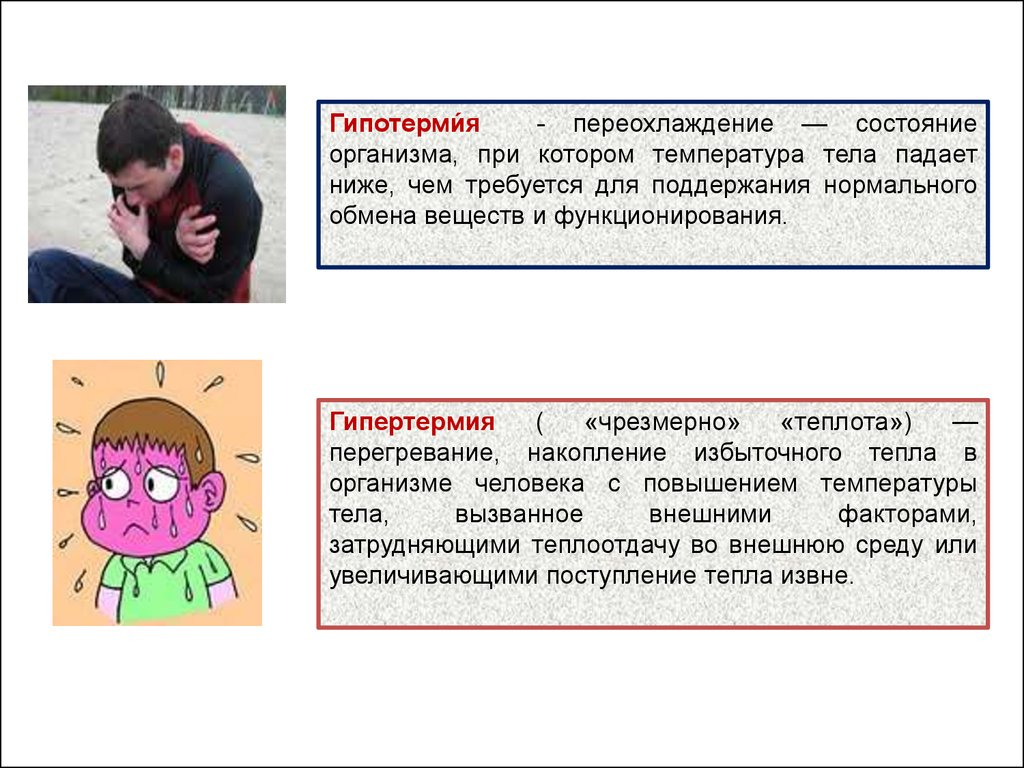 Гипотерми́я - переохлаждение — состояние
организма, при котором температура тела падает
ниже, чем требуется для поддержания нормального
обмена веществ и функционирования.
Гипертермия ( «чрезмерно» «теплота») —
перегревание, накопление избыточного тепла в
организме человека с повышением температуры
тела, вызванное внешними факторами,
затрудняющими теплоотдачу во внешнюю среду или
увеличивающими поступление тепла извне.